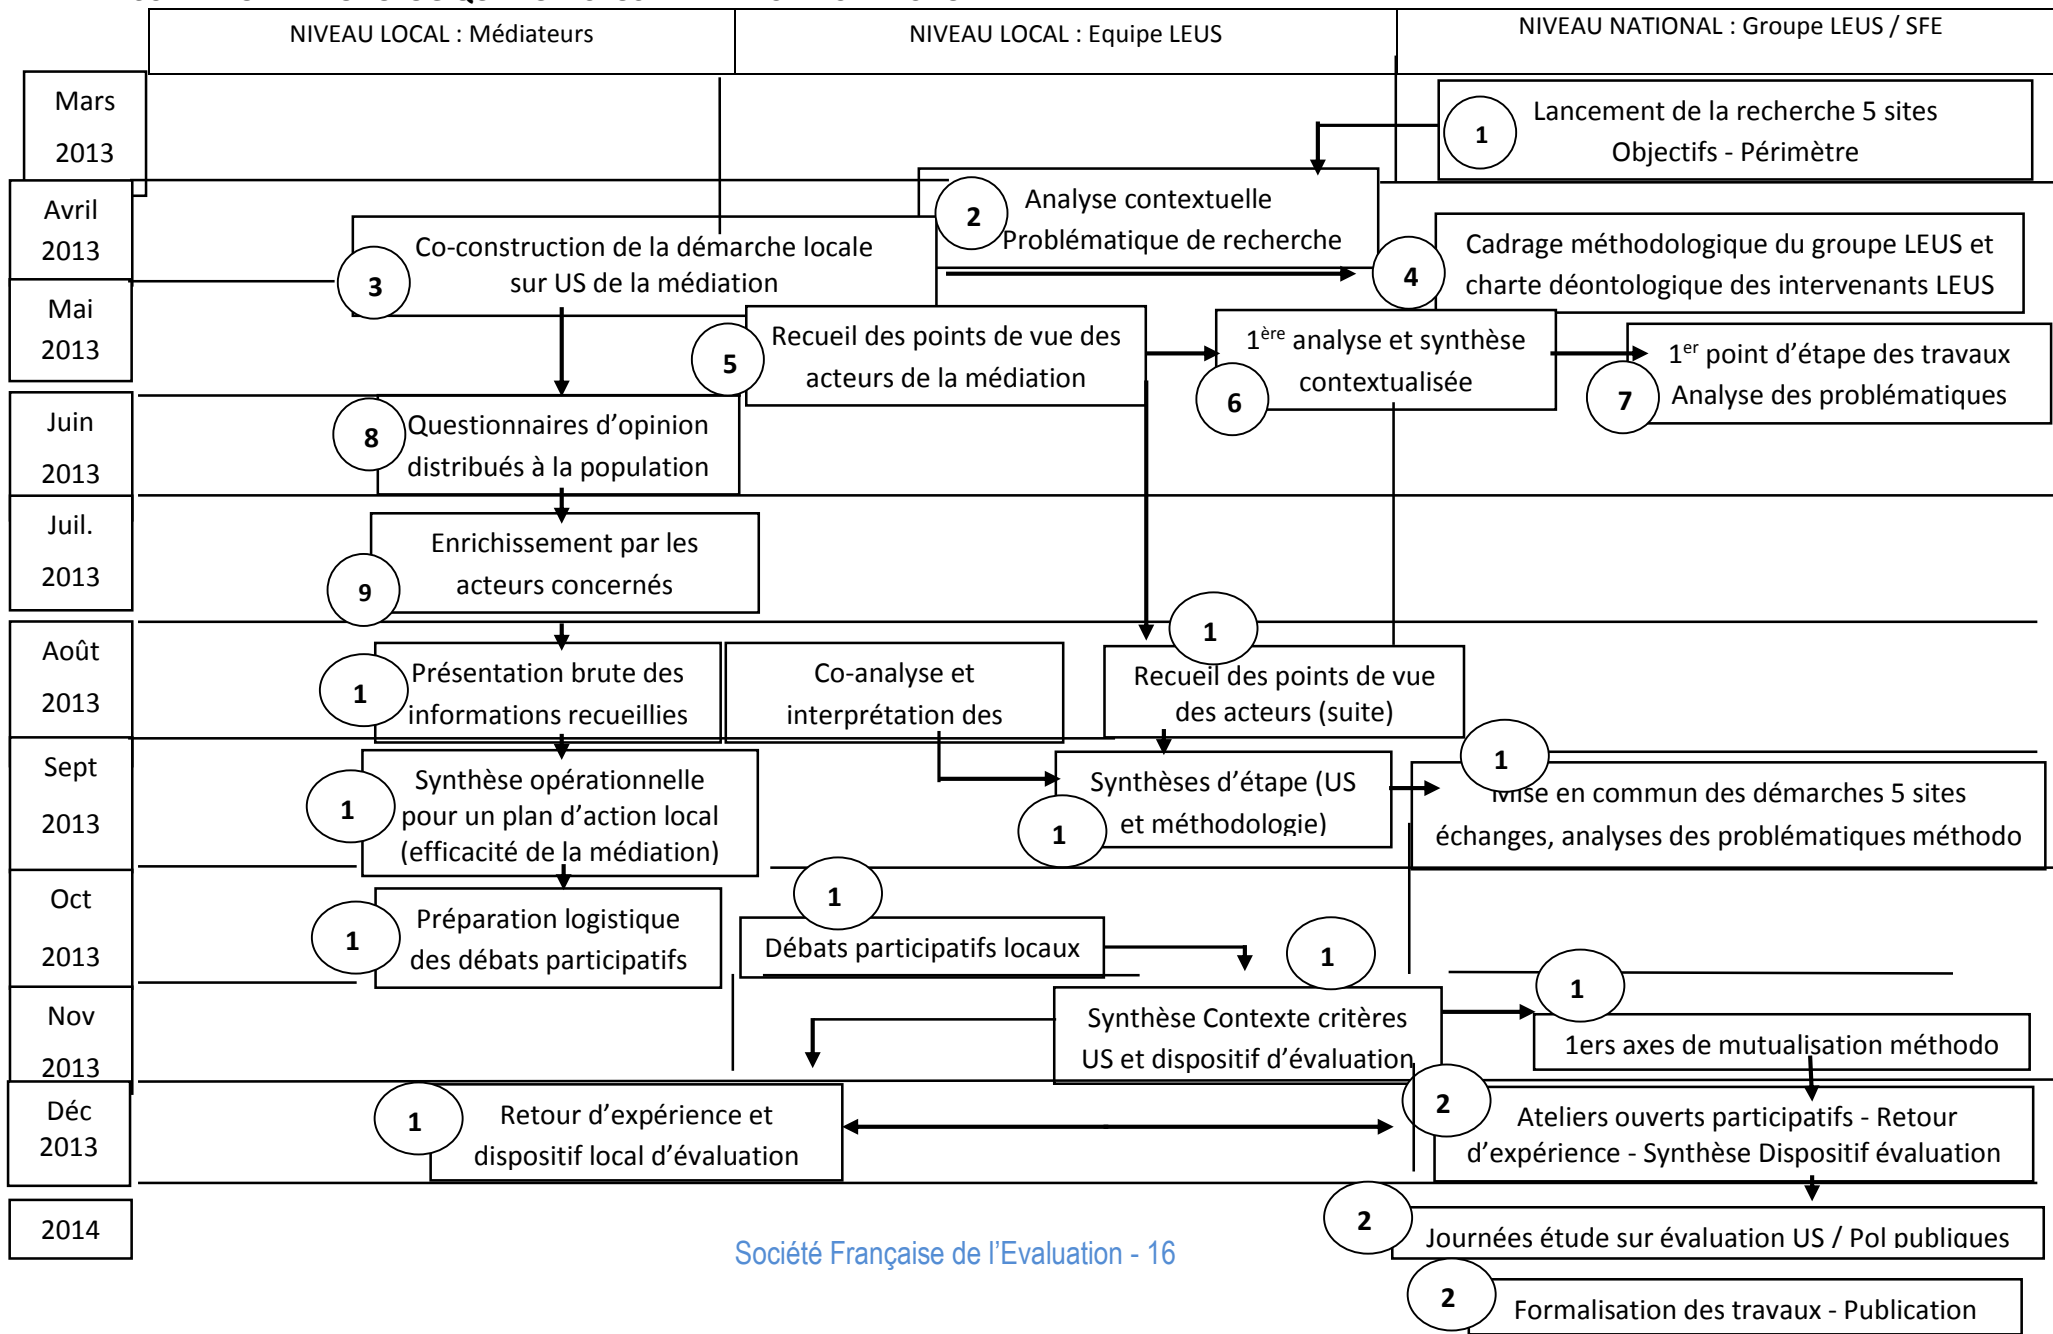 NIVEAU LOCAL : Médiateurs
NIVEAU LOCAL : Equipe LEUS
NIVEAU NATIONAL : Groupe LEUS / SFE
Mars
2013
1
Lancement de la recherche 5 sites
Objectifs - Périmètre
Avril
2013
2
Analyse contextuelle
Problématique de recherche
3
Co-construction de la démarche locale
sur US de la médiation
4
Cadrage méthodologique du groupe LEUS et
charte déontologique des intervenants LEUS
Mai
2013
5
Recueil des points de vue des
acteurs de la médiation
6
1ère analyse et synthèse
contextualisée
7
1er point d’étape des travaux
Analyse des problématiques
Juin
2013
8
Questionnaires d’opinion
distribués à la population
Juil.
2013
9
Enrichissement par les
acteurs concernés
Août
2013
1
Présentation brute des
informations recueillies
Co-analyse et
interprétation des
1
Recueil des points de vue
des acteurs (suite)
Sept
2013
1
Synthèse opérationnelle
pour un plan d’action local
(efficacité de la médiation)
1
Synthèses d’étape (US
et méthodologie)
1
Mise en commun des démarches 5 sites
échanges, analyses des problématiques méthodo
Oct
2013
1
Préparation logistique
des débats participatifs
1
Débats participatifs locaux
Nov
2013
1
Synthèse Contexte critères
US et dispositif d’évaluation
1
1ers axes de mutualisation méthodo
Déc
2013
1
Retour d’expérience et
dispositif local d’évaluation
2
Ateliers ouverts participatifs - Retour
d’expérience - Synthèse Dispositif évaluation
2014
2
Journées étude sur évaluation US / Pol publiques
Société Française de l’Evaluation - 16
2
Formalisation des travaux - Publication